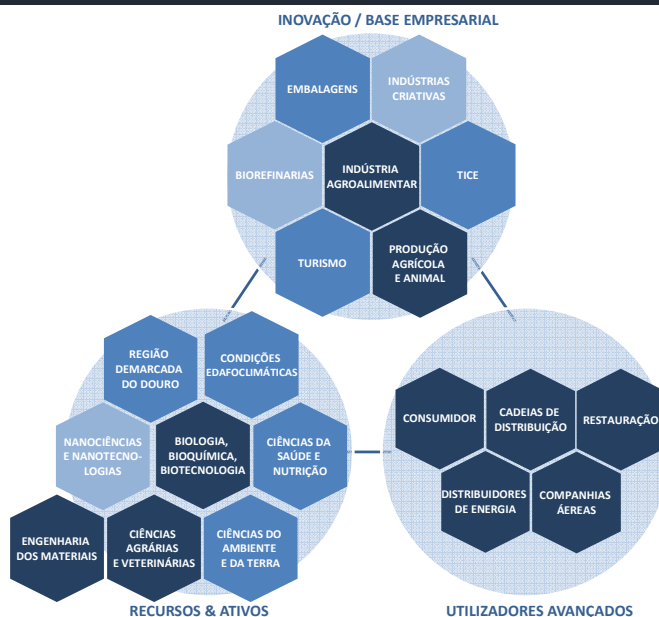 INOVAÇÃO / BASE EMPRESARIAL
EMBALAGENS
INDÚSTRIAS
CRIATIVAS
BIOREFINARIAS
INDÚSTRIA
AGROALIMENTAR
TICE
TURISMO
PRODUÇÃO
AGRÍCOLA
E ANIMAL
REGIÃO
DEMARCADA
DO DOURO
CONDIÇÕES
EDAFOCLIMÁTICAS
NANOCIÊNCIAS
E NANOTECNO-
LOGIAS
BIOLOGIA,
BIOQUÍMICA,
BIOTECNOLOGIA
CIÊNCIAS DA
SAÚDE E
NUTRIÇÃO
ENGENHARIA
DOS MATERIAIS
CIÊNCIAS
AGRÁRIAS
E VETERINÁRIAS
CIÊNCIAS DO
AMBIENTE
E DA TERRA
RECURSOS & ATIVOS
CONSUMIDOR
CADEIAS DE
DISTRIBUIÇÃO
RESTAURAÇÃO
DISTRIBUIDORES
DE ENERGIA
COMPANHIAS
ÁEREAS
UTILIZADORES AVANÇADOS